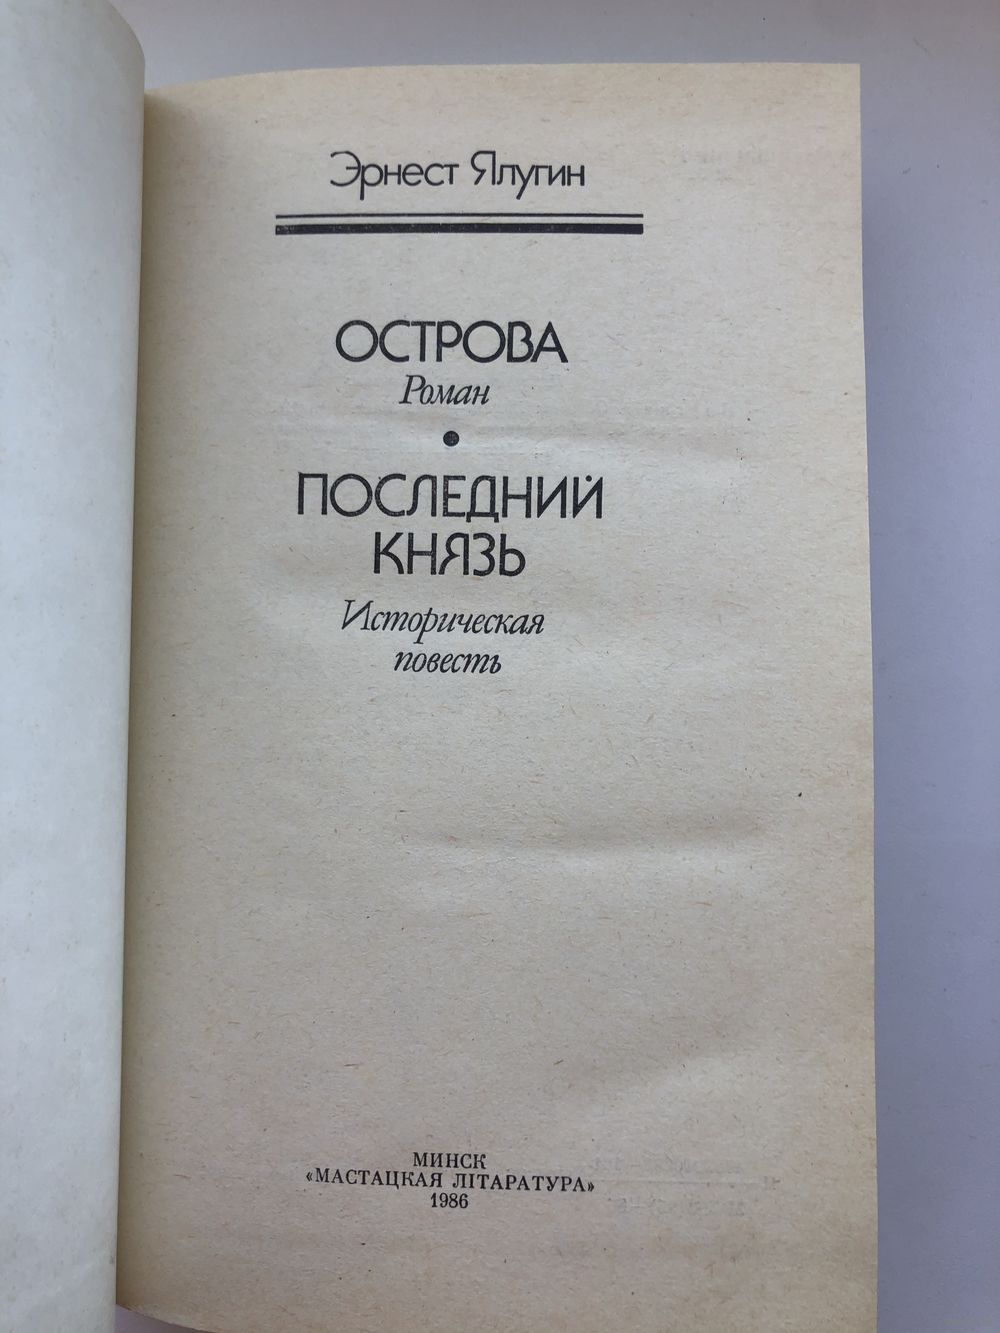 Эрнест Ялугин
ОСТРОВА
Роман
•
ПОСЛЕДНИЙ
КНЯЗЬ
Историческая
повесть
МИНСК
«МАСТАЦКАЯ ЛІТАРАТУРА»
1986